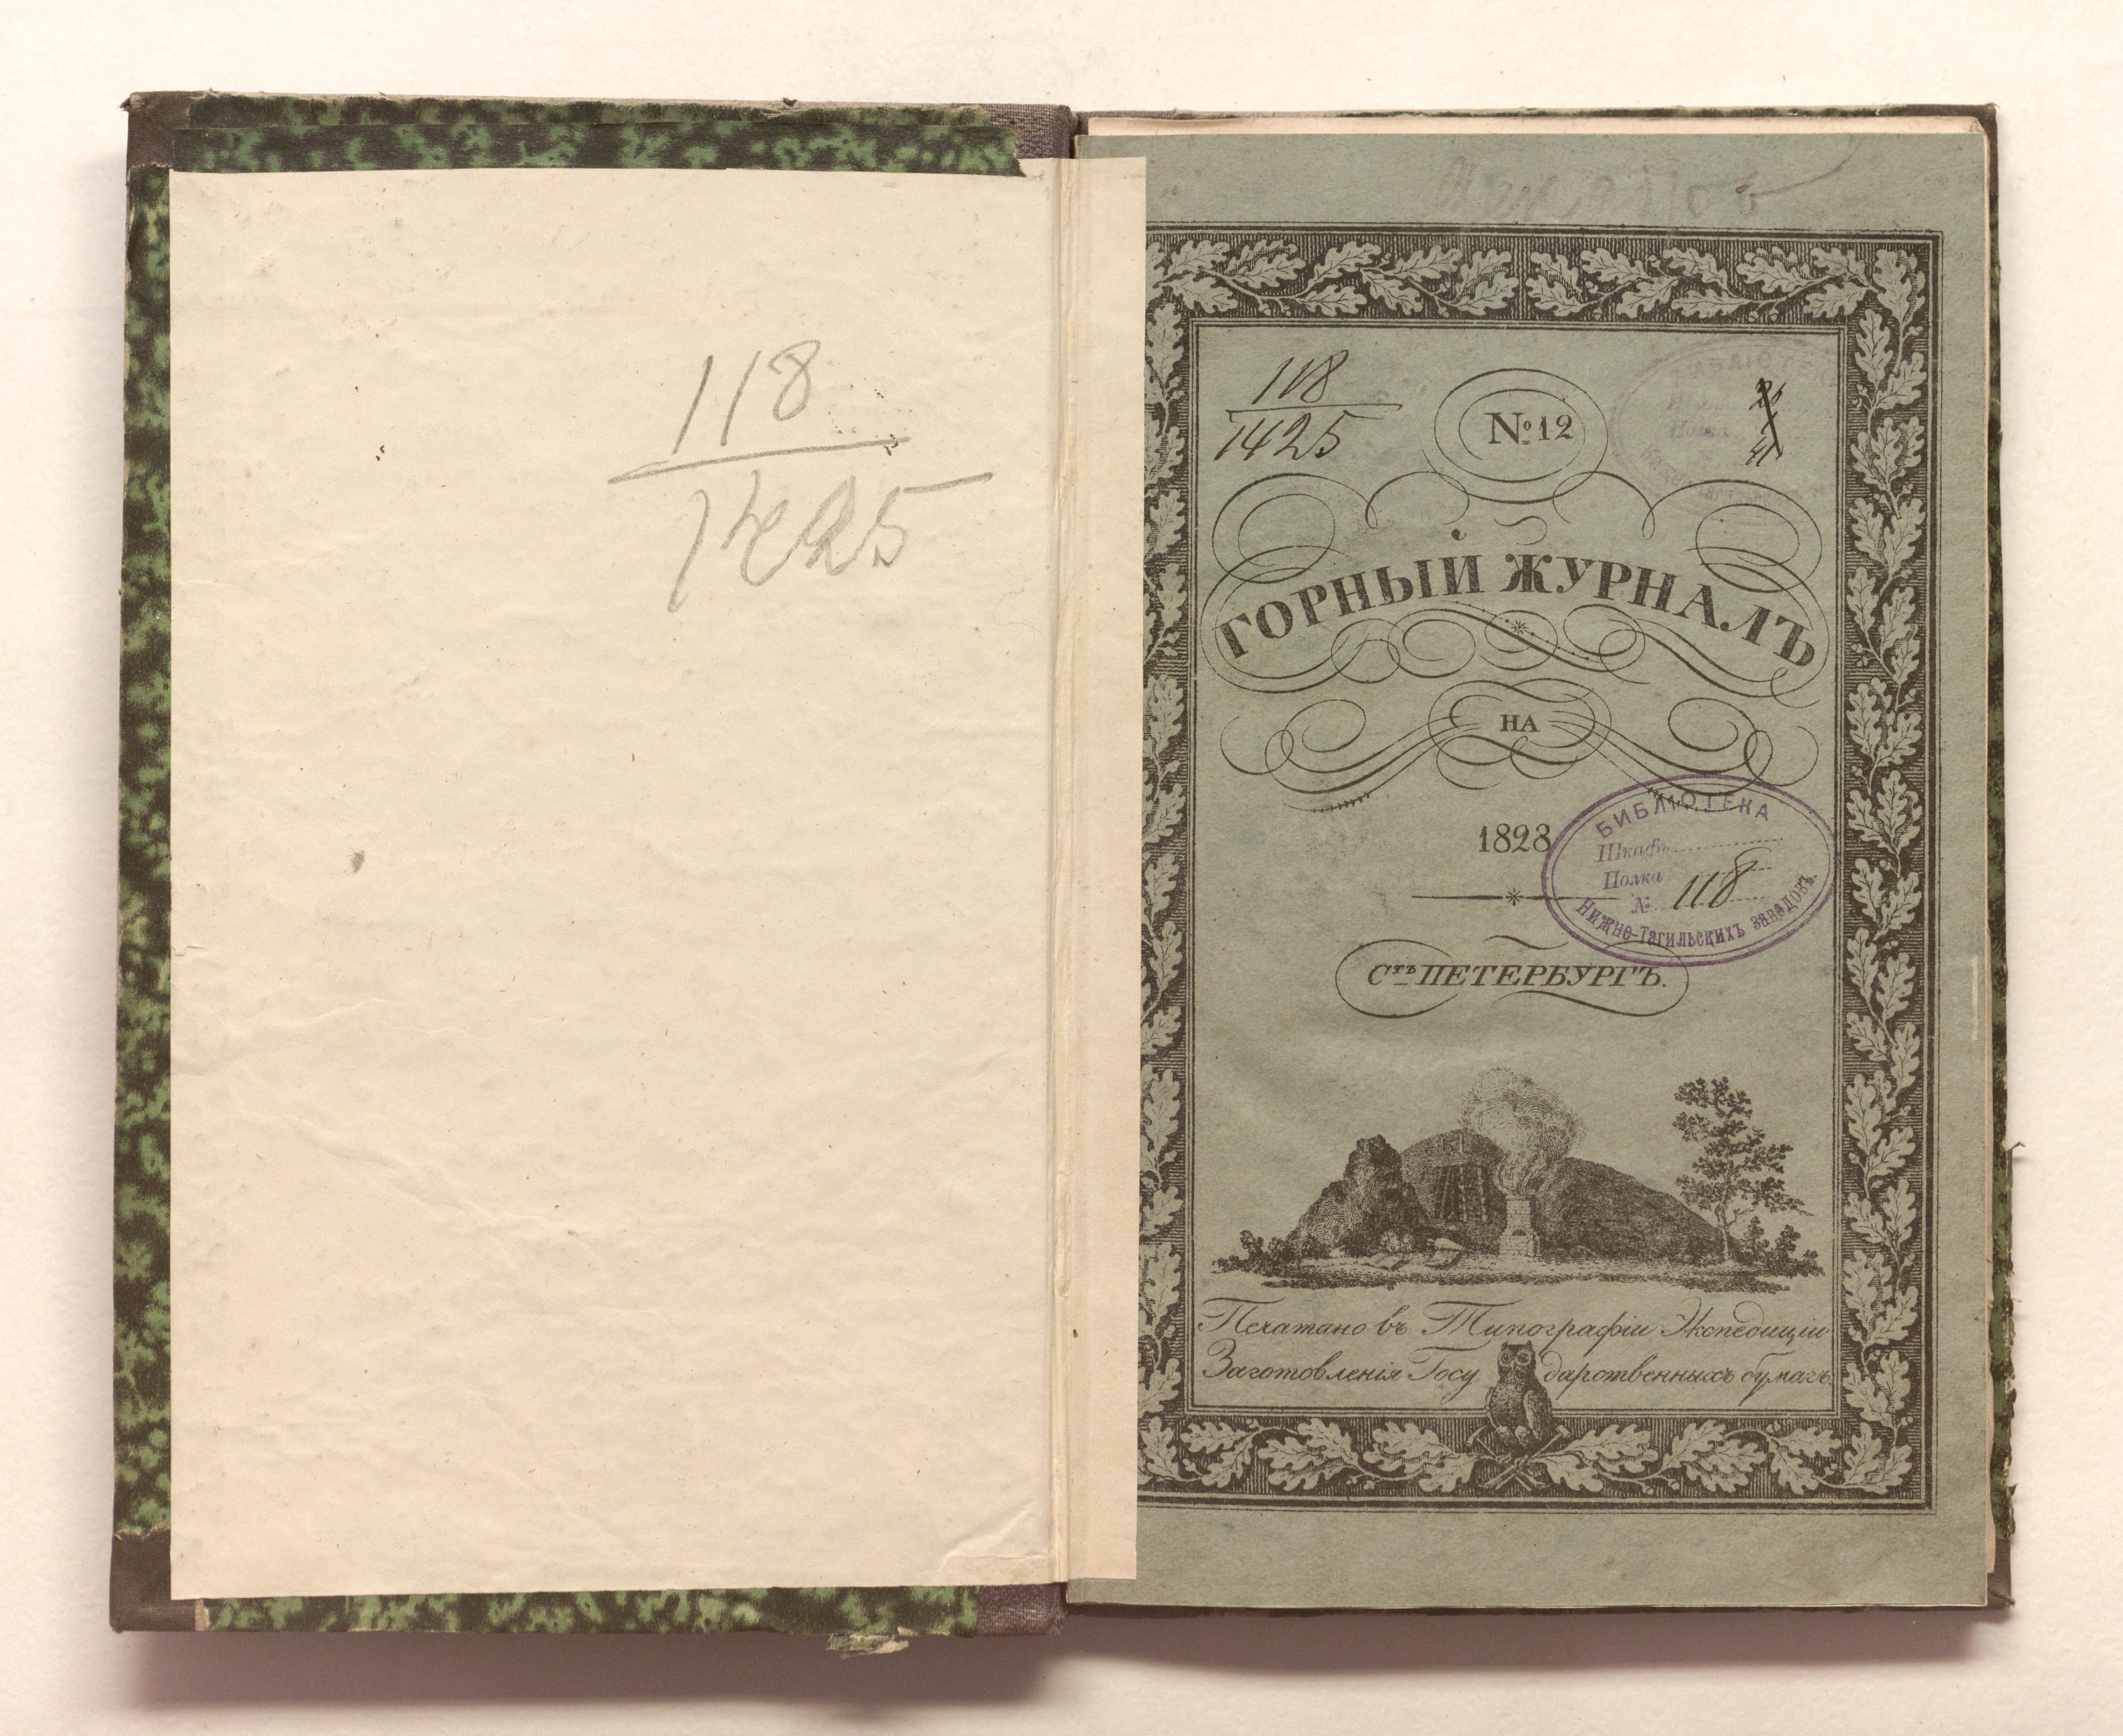 118
1425
118
1425
№ 12
ГОРНЫЙ ЖУРНАЛЪ
НА
1828
БИБЛІОТЕКА
Шкафъ
Полка
№ 118
Нижне-Тагильскихъ заводовъ.
Стъ ПЕТЕРБУРГЪ.
Печатано въ Типографіи Экспедиціи
Заготовленія Государственныхъ бумагъ